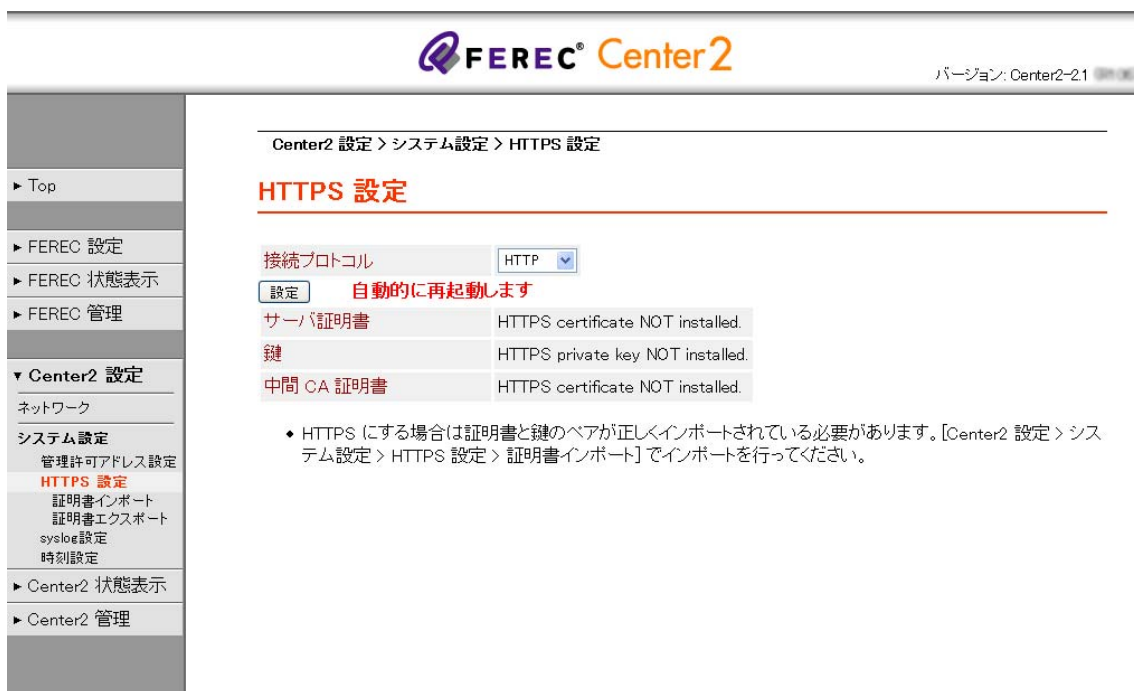 FEREC® Center2
バージョン: Center2-2.1
Center2 設定 > システム設定 > HTTPS 設定
HTTPS 設定
接続プロトコル HTTP
設定 自動的に再起動します
サーバ証明書 HTTPS certificate NOT installed.
鍵 HTTPS private key NOT installed.
中間 CA 証明書 HTTPS certificate NOT installed.
◆ HTTPS にする場合は証明書と鍵のペアが正しくインポートされている必要があります。[Center2 設定 > シス
テム設定 > HTTPS 設定 > 証明書インポート] でインポートを行ってください。
▶ Top
▶ FEREC 設定
▶ FEREC 状態表示
▶ FEREC 管理
▼ Center2 設定
ネットワーク
システム設定
管理許可アドレス設定
HTTPS 設定
証明書インポート
証明書エクスポート
syslog設定
時刻設定
▶ Center2 状態表示
▶ Center2 管理